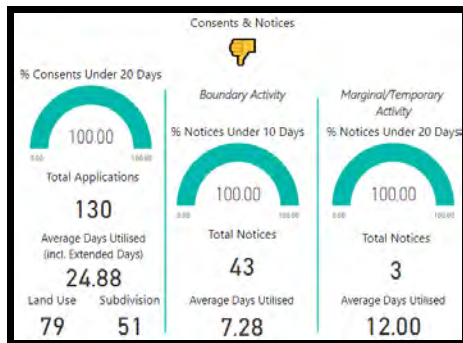 Consents & Notices
% Consents Under 20 Days
100.00
0.00 100.00
Total Applications
130
Average Days Utilised
(incl. Extended Days)
24.88
Land Use Subdivision
79 51
Boundary Activity
% Notices Under 10 Days
100.00
0.00 100.00
Total Notices
43
Average Days Utilised
7.28
Marginal/Temporary
Activity
% Notices Under 20 Days
100.00
0.00 100.00
Total Notices
3
Average Days Utilised
12.00